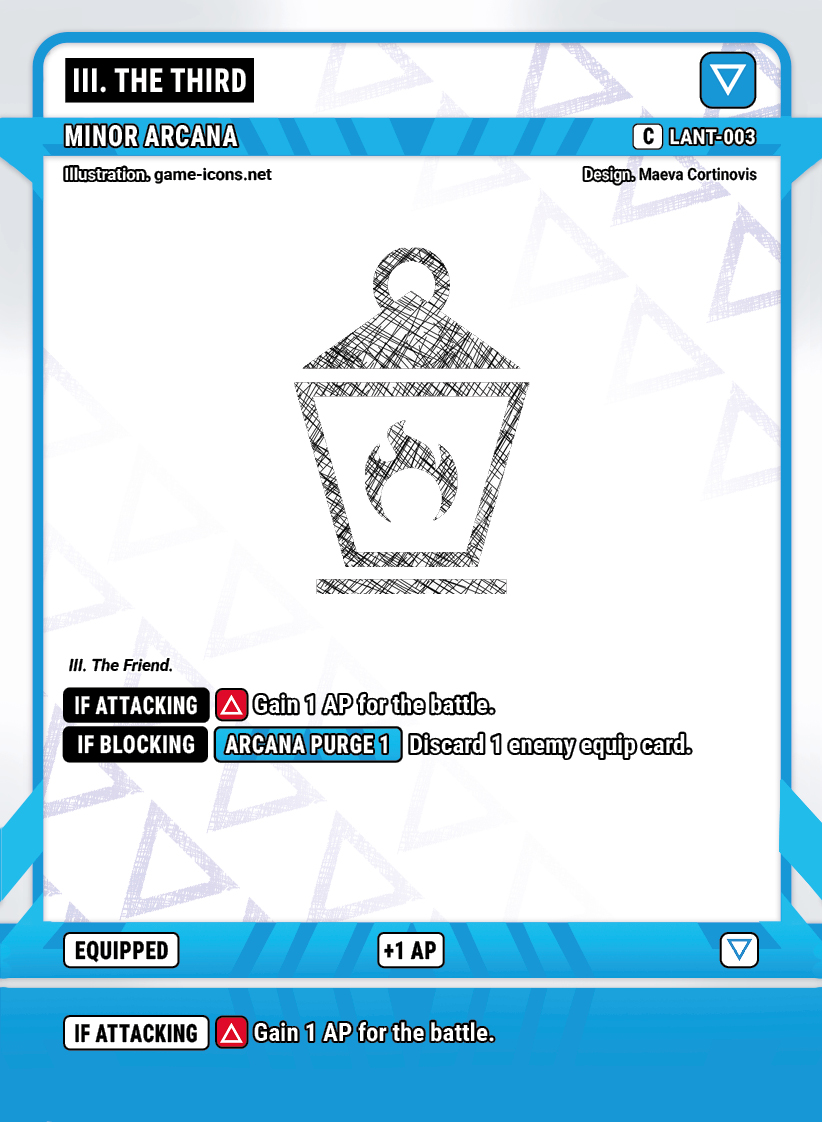 III. THE THIRD
MINOR ARCANA
C LANT-003
Illustration. game-icons.net
Design. Maeva Cortinovis
III. The Friend.
IF ATTACKING Gain 1 AP for the battle.
IF BLOCKING ARCANA PURGE 1 Discard 1 enemy equip card.
EQUIPPED +1 AP
IF ATTACKING Gain 1 AP for the battle.